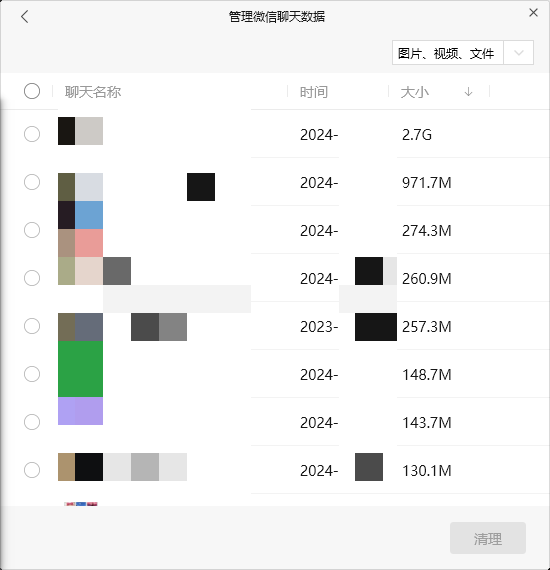 管理微信聊天数据
图片、视频、文件
聊天名称 时间 大小
2024- 2.7G
2024- 971.7M
2024- 274.3M
2024- 260.9M
2023- 257.3M
2024- 148.7M
2024- 143.7M
2024- 130.1M
清理